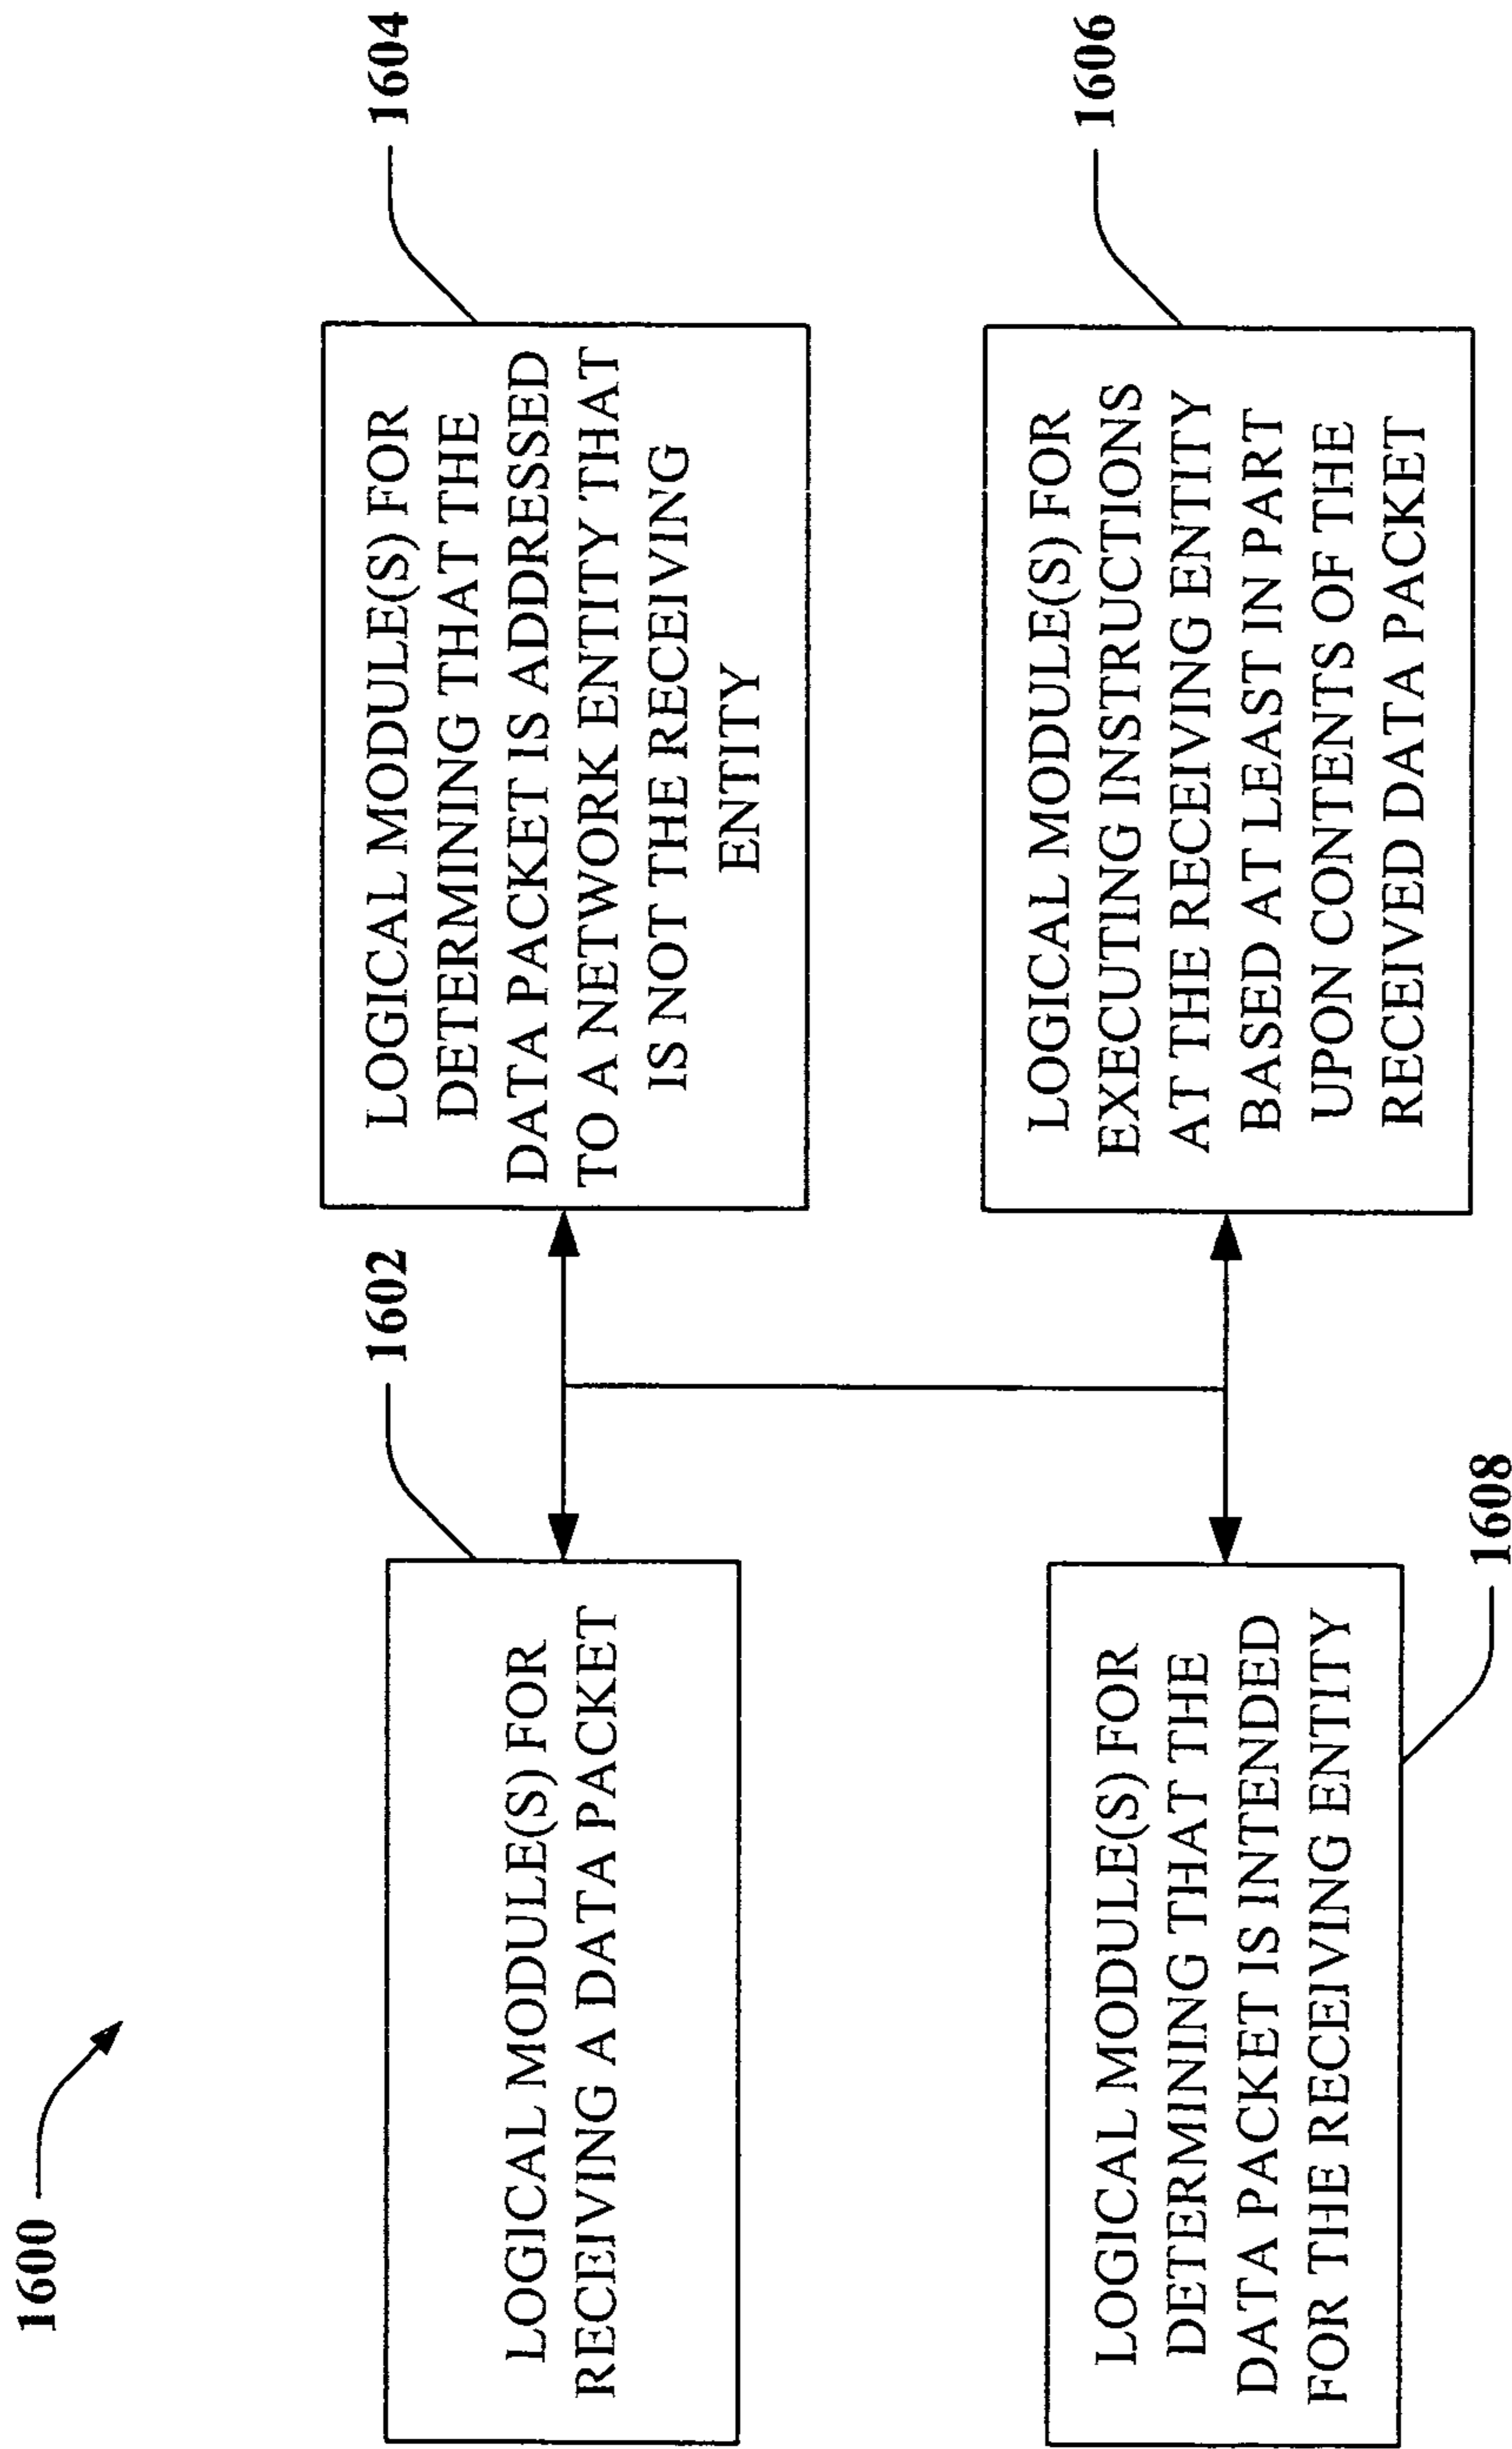 1600
1602
LOGICAL MODULE(S) FOR
RECEIVING A DATA PACKET
1604
LOGICAL MODULE(S) FOR
DETERMINING THAT THE
DATA PACKET IS ADDRESSED
TO A NETWORK ENTITY THAT
IS NOT THE RECEIVING
ENTITY
LOGICAL MODULE(S) FOR
DETERMINING THAT THE
DATA PACKET IS INTENDED
FOR THE RECEIVING ENTITY
1608
1606
LOGICAL MODULE(S) FOR
EXECUTING INSTRUCTIONS
AT THE RECEIVING ENTITY
BASED AT LEAST IN PART
UPON CONTENTS OF THE
RECEIVED DATA PACKET